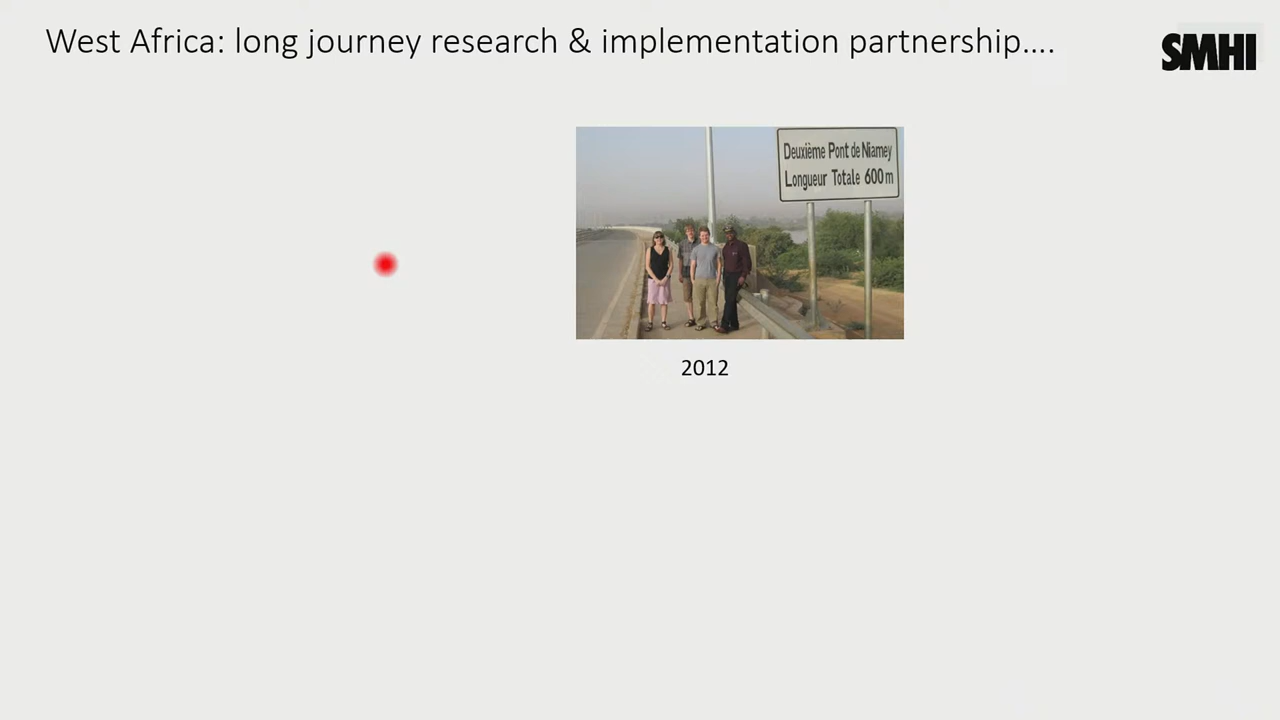 West Africa: long journey research & implementation partnership....
SMHI
Deuxième Pont de Niamey
Longueur Totale 600 m
2012